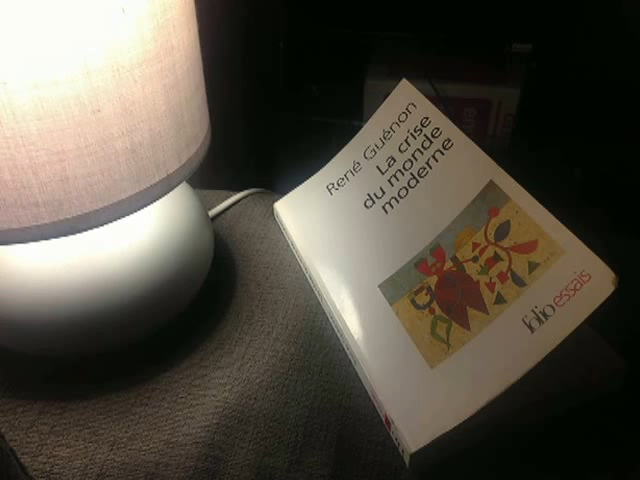 René Guénon
La crise
du monde
moderne
folio essais